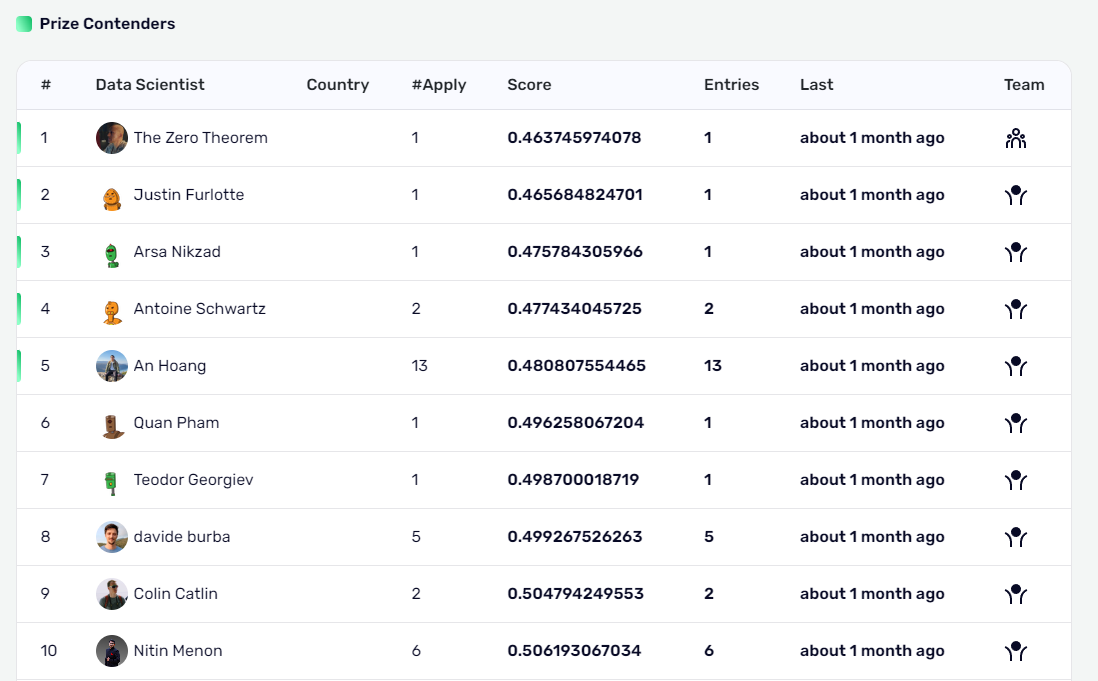 Prize Contenders
# Data Scientist Country #Apply Score Entries Last Team
1 The Zero Theorem 1 0.463745974078 1 about 1 month ago
2 Justin Furlotte 1 0.465684824701 1 about 1 month ago
3 Arsa Nikzad 1 0.475784305966 1 about 1 month ago
4 Antoine Schwartz 2 0.477434045725 2 about 1 month ago
5 An Hoang 13 0.480807554465 13 about 1 month ago
6 Quan Pham 1 0.496258067204 1 about 1 month ago
7 Teodor Georgiev 1 0.498700018719 1 about 1 month ago
8 davide burba 5 0.499267526263 5 about 1 month ago
9 Colin Catlin 2 0.504794249553 2 about 1 month ago
10 Nitin Menon 6 0.506193067034 6 about 1 month ago